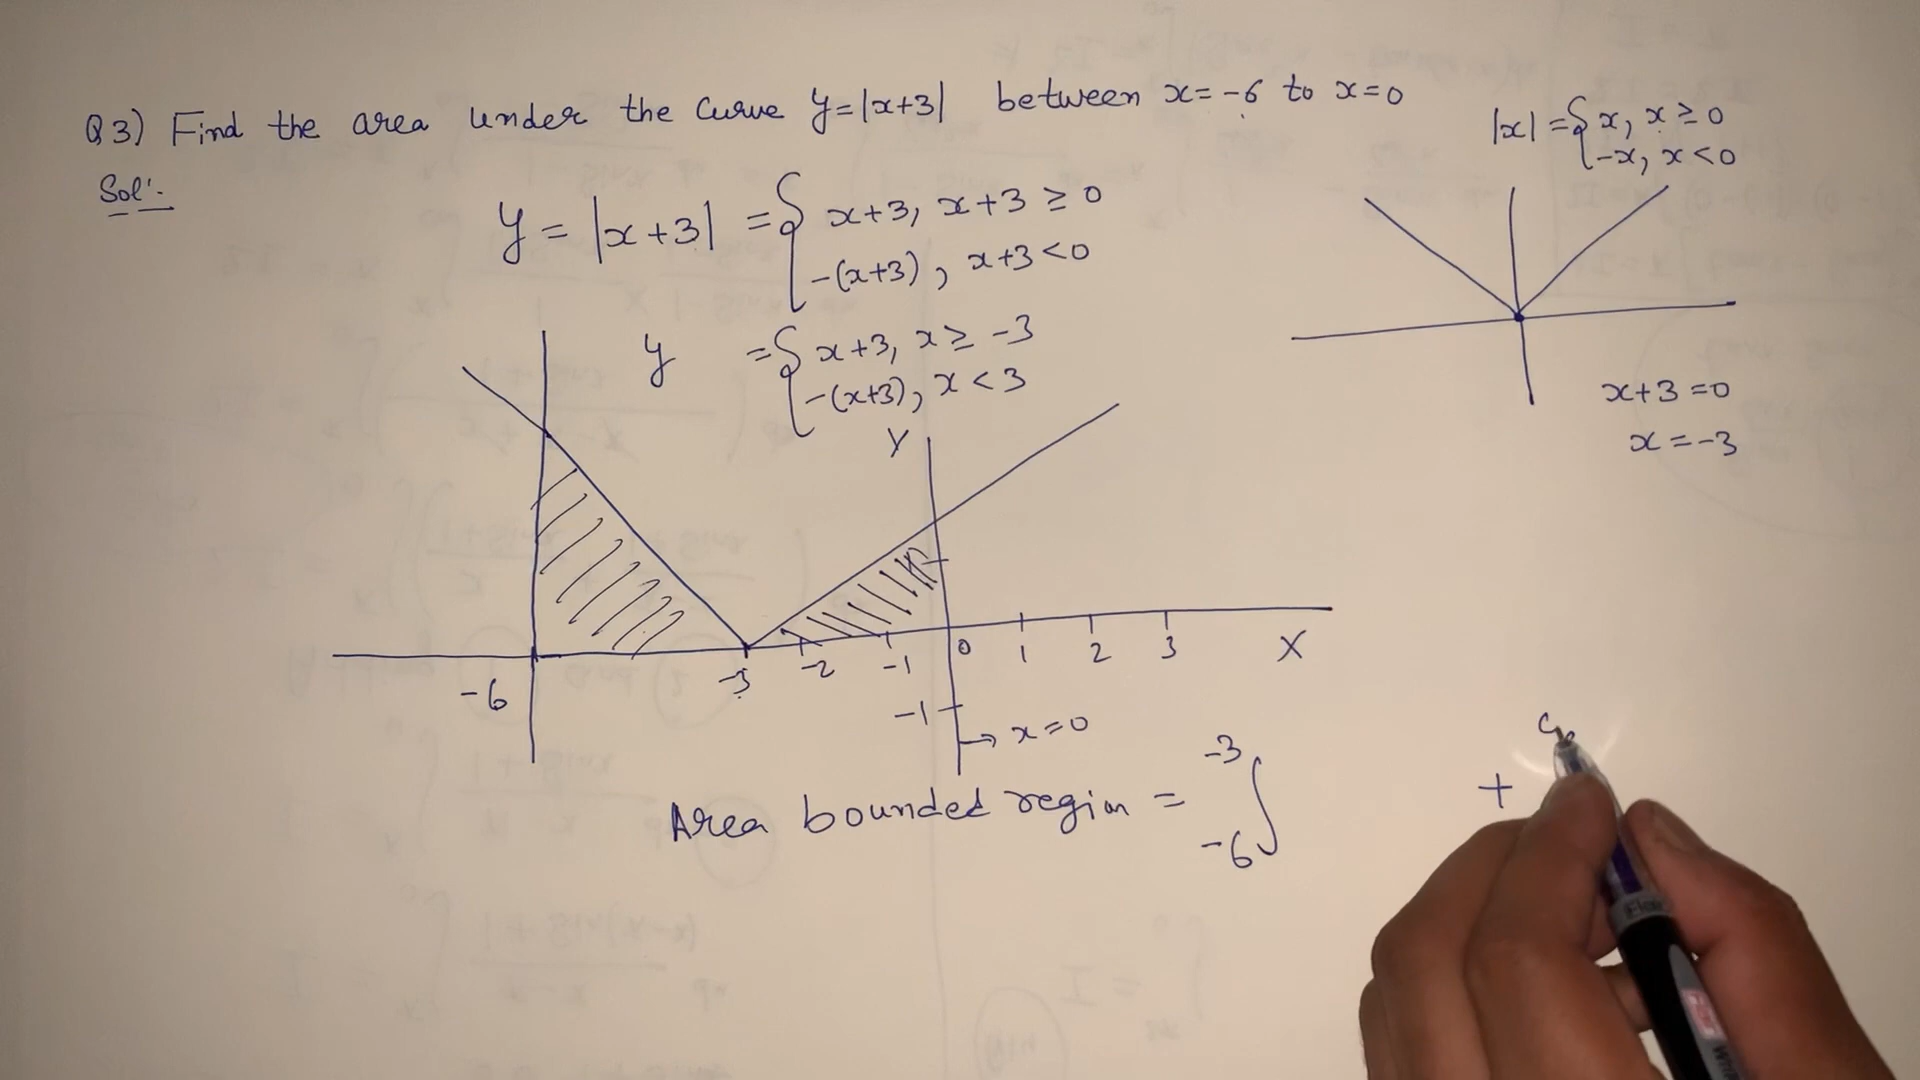 Q3) Find the area under the curve y=|x+3| between x=-6 to x=0
|x| = { x, x ≥ 0
-x, x < 0
Sol':-
y = |x+3| = { x+3, x+3 ≥ 0
-(x+3), x+3 < 0
y = { x+3, x ≥ -3
-(x+3), x < 3
x+3 = 0
x = -3
Y
-6 -3 -2 -1 0 1 2 3 X
-1
→ x=0
Area bounded region = ∫ -3 -6 +